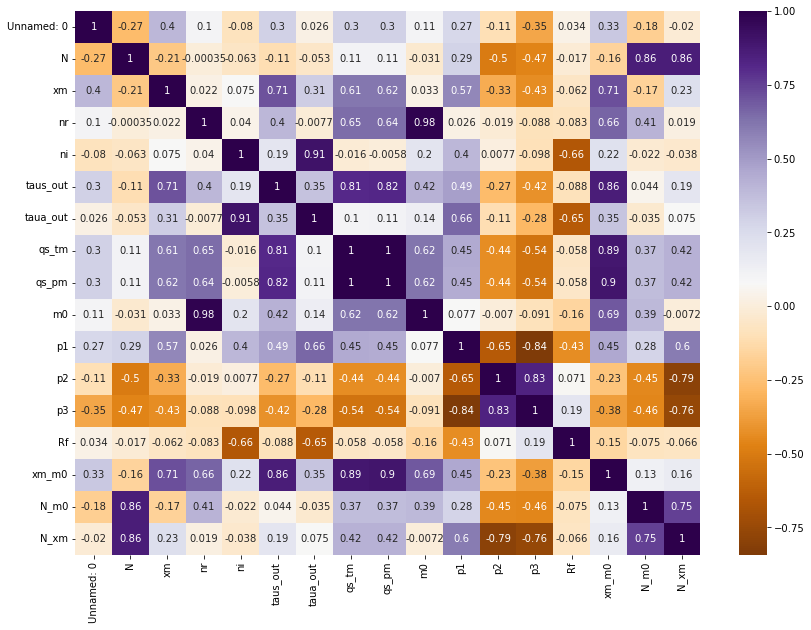 Unnamed: 0 1 -0.27 0.4 0.1 -0.08 0.3 0.026 0.3 0.3 0.11 0.27 -0.11 -0.35 0.034 0.33 -0.18 -0.02
N -0.27 1 -0.21 -0.00035 -0.063 -0.11 -0.053 0.11 0.11 -0.031 0.29 -0.5 -0.47 -0.017 -0.16 0.86 0.86
xm 0.4 -0.21 1 0.022 0.075 0.71 0.31 0.61 0.62 0.033 0.57 -0.33 -0.43 -0.062 0.71 -0.17 0.23
nr 0.1 -0.00035 0.022 1 0.04 0.4 -0.0077 0.65 0.64 0.98 0.026 -0.019 -0.088 -0.083 0.66 0.41 0.019
ni -0.08 -0.063 0.075 0.04 1 0.19 0.91 -0.016 -0.0058 0.2 0.4 0.0077 -0.098 -0.66 0.22 -0.022 -0.038
taus_out 0.3 -0.11 0.71 0.4 0.19 1 0.35 0.81 0.82 0.42 0.49 -0.27 -0.42 -0.088 0.86 0.044 0.19
taua_out 0.026 -0.053 0.31 -0.0077 0.91 0.35 1 0.1 0.11 0.14 0.66 -0.11 -0.28 -0.65 0.35 -0.035 0.075
qs_tm 0.3 0.11 0.61 0.65 -0.016 0.81 0.1 1 1 0.62 0.45 -0.44 -0.54 -0.058 0.89 0.37 0.42
qs_pm 0.3 0.11 0.62 0.64 -0.0058 0.82 0.11 1 1 0.62 0.45 -0.44 -0.54 -0.058 0.9 0.37 0.42
m0 0.11 -0.031 0.033 0.98 0.2 0.42 0.14 0.62 0.62 1 0.077 -0.007 -0.091 -0.16 0.69 0.39 -0.0072
p1 0.27 0.29 0.57 0.026 0.4 0.49 0.66 0.45 0.45 0.077 1 -0.65 -0.84 -0.43 0.45 0.28 0.6
p2 -0.11 -0.5 -0.33 -0.019 0.0077 -0.27 -0.11 -0.44 -0.44 -0.007 -0.65 1 0.83 0.071 -0.23 -0.45 -0.79
p3 -0.35 -0.47 -0.43 -0.088 -0.098 -0.42 -0.28 -0.54 -0.54 -0.091 -0.84 0.83 1 0.19 -0.38 -0.46 -0.76
Rf 0.034 -0.017 -0.062 -0.083 -0.66 -0.088 -0.65 -0.058 -0.058 -0.16 -0.43 0.071 0.19 1 -0.15 -0.075 -0.066
xm_m0 0.33 -0.16 0.71 0.66 0.22 0.86 0.35 0.89 0.9 0.69 0.45 -0.23 -0.38 -0.15 1 0.13 0.16
N_m0 -0.18 0.86 -0.17 0.41 -0.022 0.044 -0.035 0.37 0.37 0.39 0.28 -0.45 -0.46 -0.075 0.13 1 0.75
N_xm -0.02 0.86 0.23 0.019 -0.038 0.19 0.075 0.42 0.42 -0.0072 0.6 -0.79 -0.76 -0.066 0.16 0.75 1
Unnamed: 0 N xm nr ni taus_out taua_out qs_tm qs_pm m0 p1 p2 p3 Rf xm_m0 N_m0 N_xm
1.00
0.75
0.50
0.25
0.00
−0.25
−0.50
−0.75